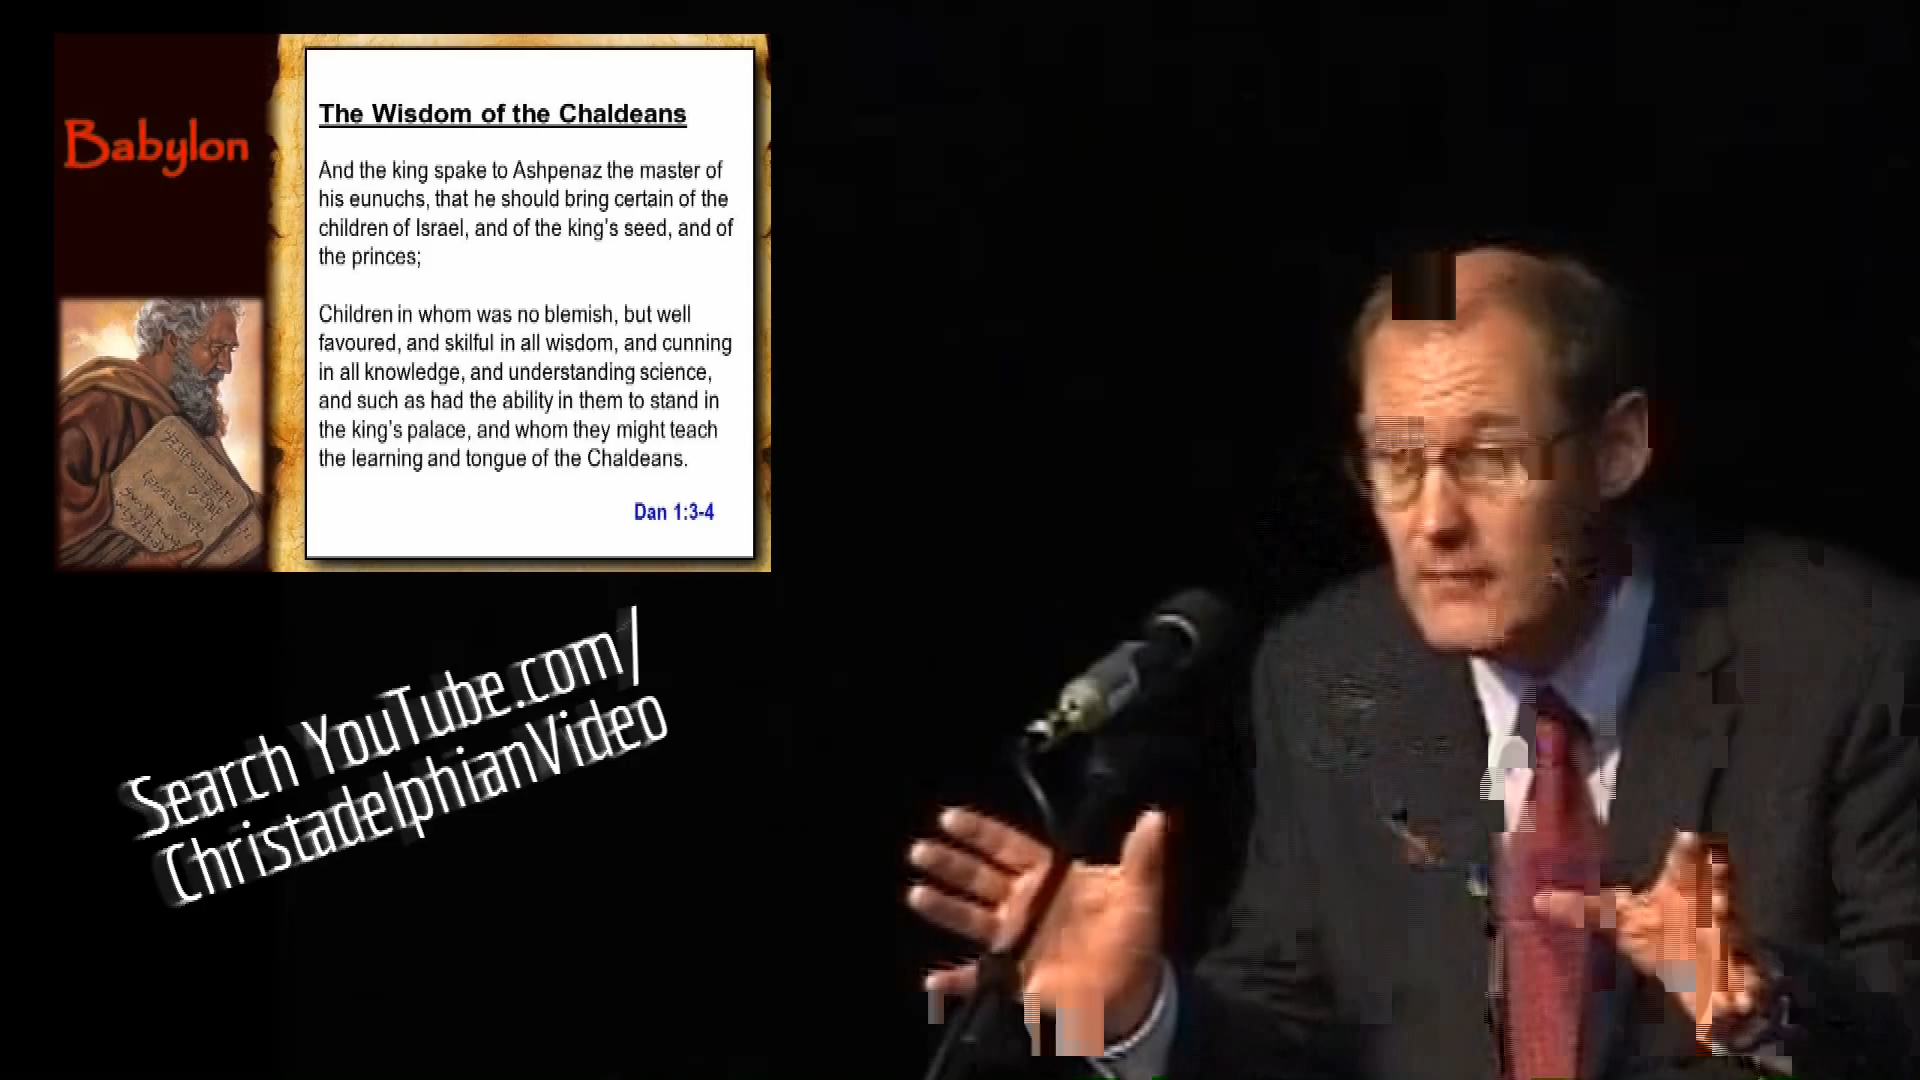 Babylon
The Wisdom of the Chaldeans
And the king spake to Ashpenaz the master of
his eunuchs, that he should bring certain of the
children of Israel, and of the king's seed, and of
the princes;
Children in whom was no blemish, but well
favoured, and skilful in all wisdom, and cunning
in all knowledge, and understanding science,
and such as had the ability in them to stand in
the king's palace, and whom they might teach
the learning and tongue of the Chaldeans.
Dan 1:3-4
Search YouTube.com/
ChristadelphianVideo